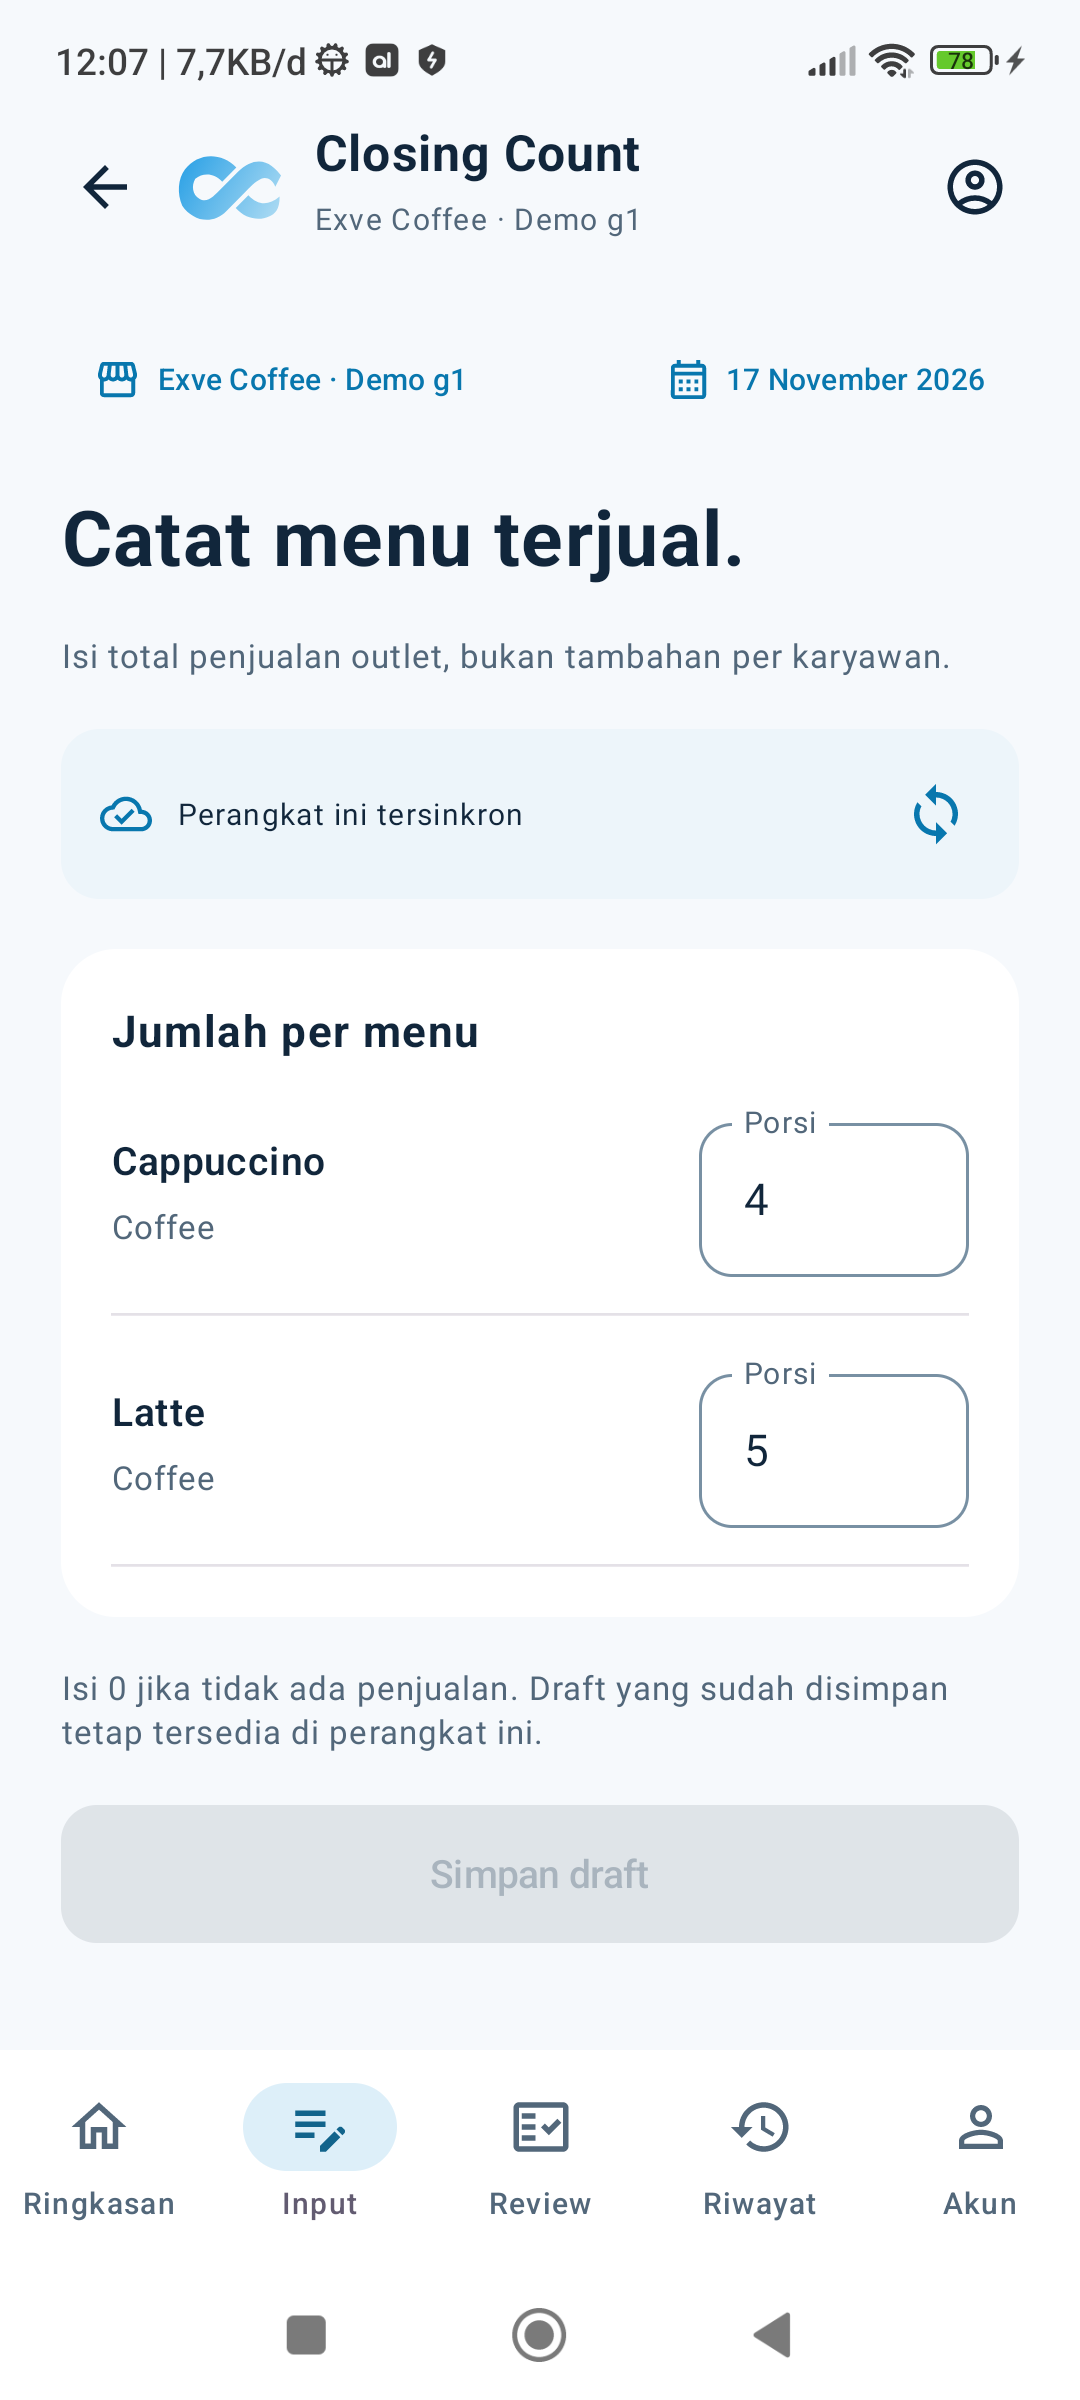 12:07 | 7,7KB/d
78
Closing Count
Exve Coffee · Demo g1
Exve Coffee · Demo g1
17 November 2026
Catat menu terjual.
Isi total penjualan outlet, bukan tambahan per karyawan.
Perangkat ini tersinkron
Jumlah per menu
Cappuccino
Coffee
Porsi
4
Latte
Coffee
Porsi
5
Isi 0 jika tidak ada penjualan. Draft yang sudah disimpan
tetap tersedia di perangkat ini.
Simpan draft
Ringkasan
Input
Review
Riwayat
Akun